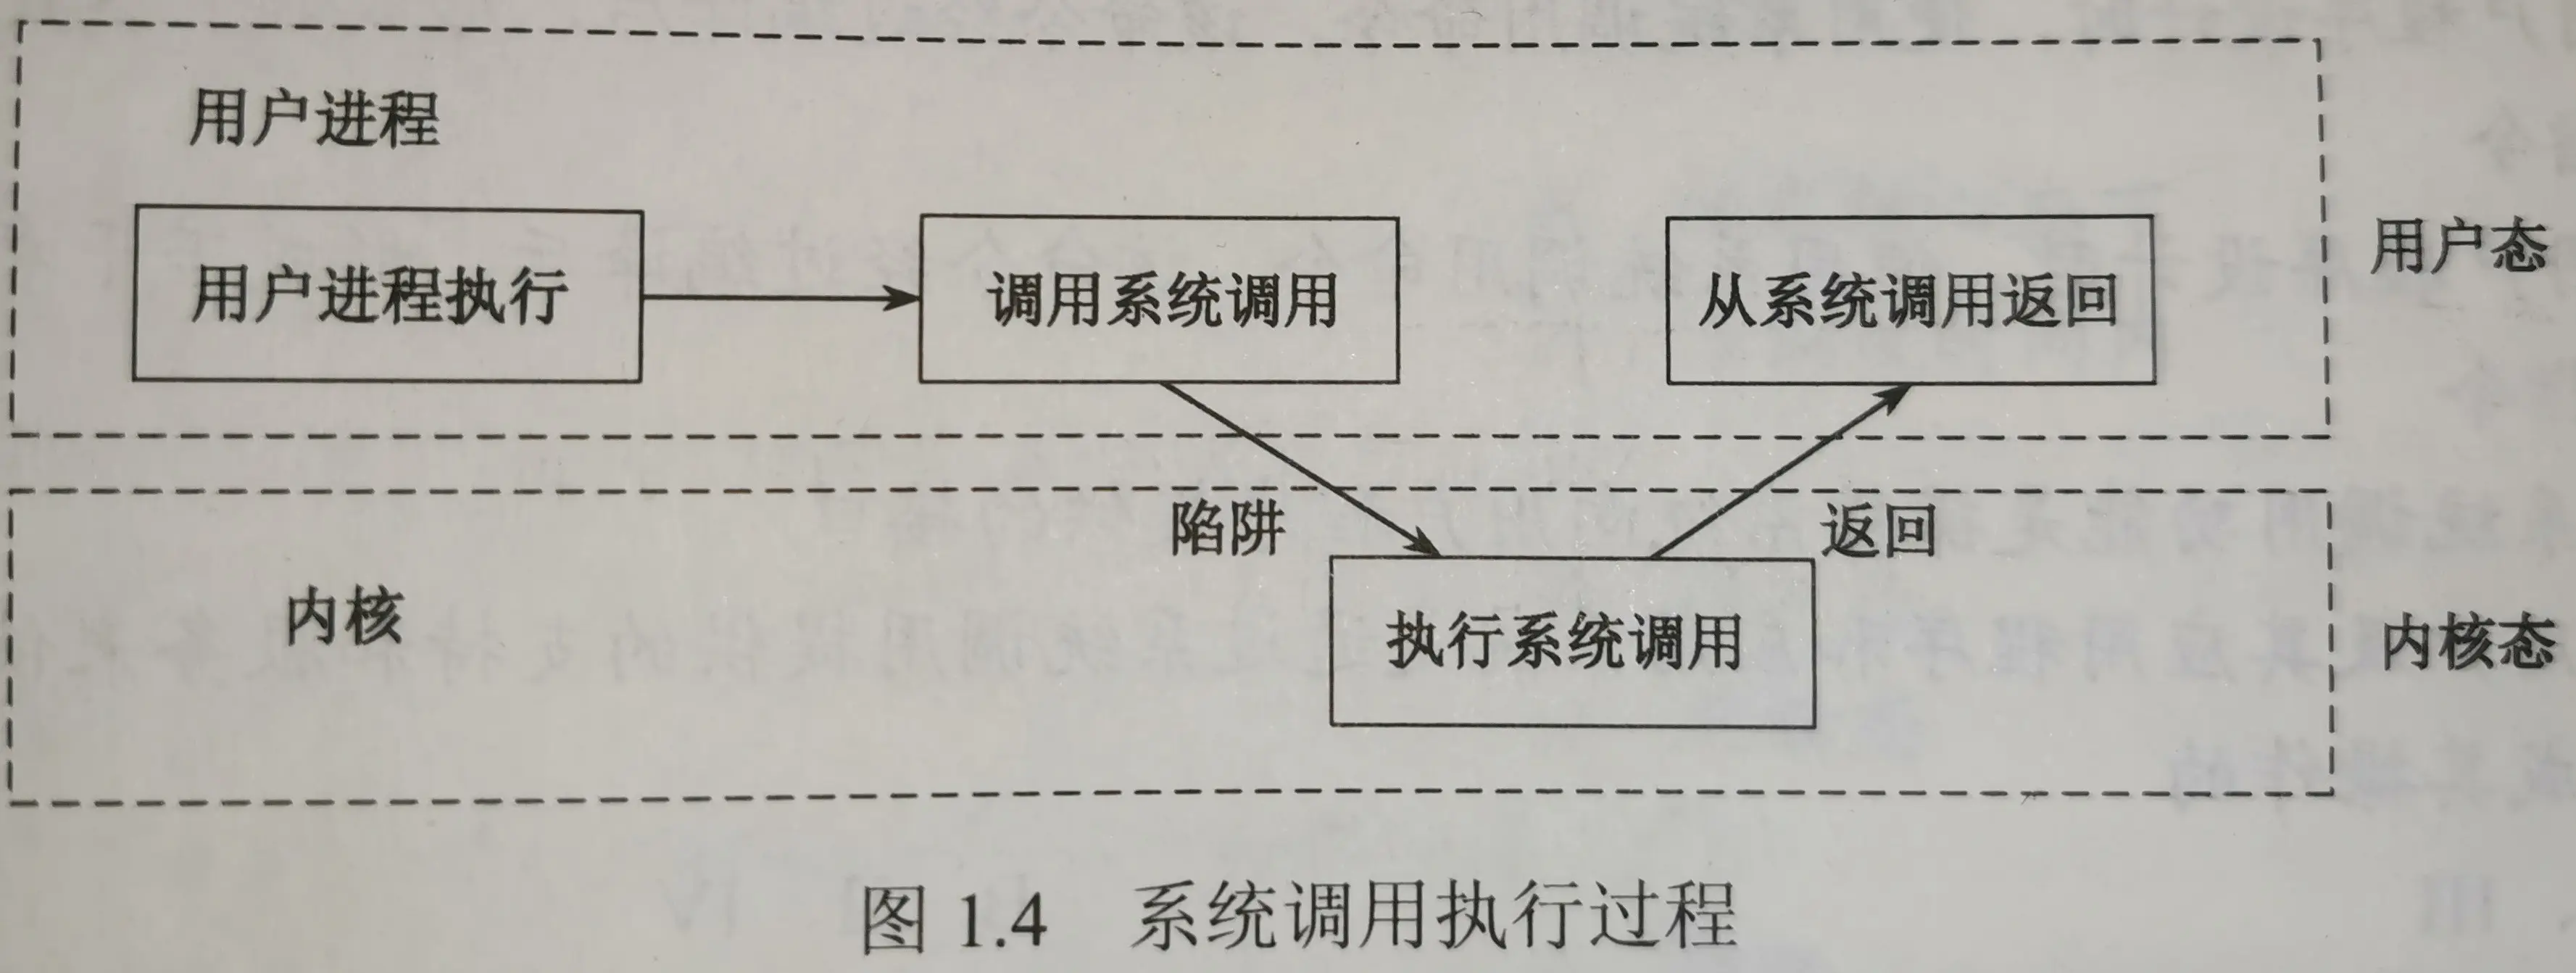 用户进程
用户进程执行
调用系统调用
从系统调用返回
用户态
陷阱
返回
内核
执行系统调用
内核态
图 1.4 系统调用执行过程